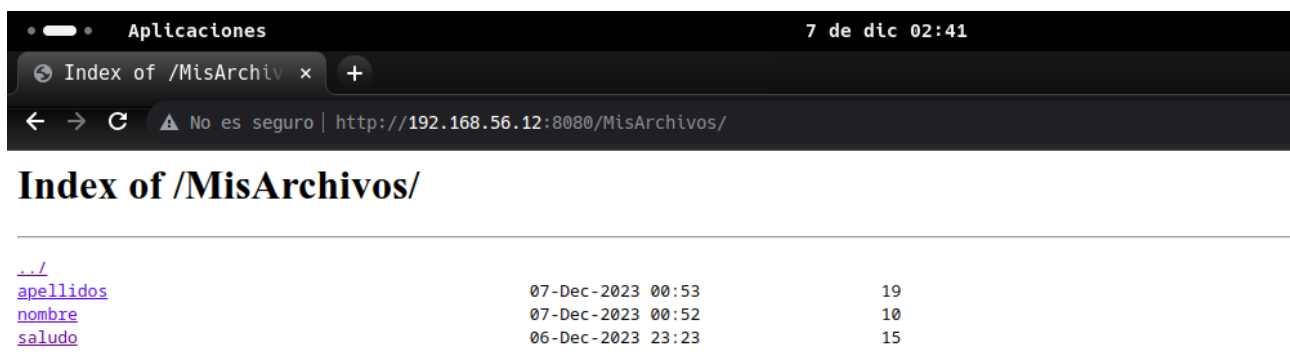 Aplicaciones 7 de dic 02:41
Index of /MisArchiv
No es seguro | http://192.168.56.12:8080/MisArchivos/
Index of /MisArchivos/
../
apellidos 07-Dec-2023 00:53 19
nombre 07-Dec-2023 00:52 10
saludo 06-Dec-2023 23:23 15